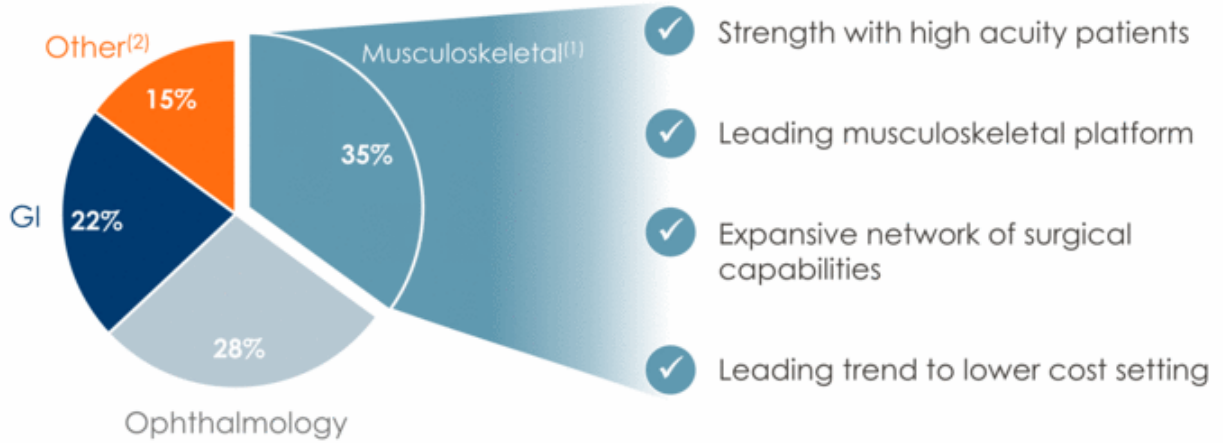 Other(2)
15%
Musculoskeletal(1)
35%
GI
22%
28%
Ophthalmology
Strength with high acuity patients
Leading musculoskeletal platform
Expansive network of surgical
capabilities
Leading trend to lower cost setting